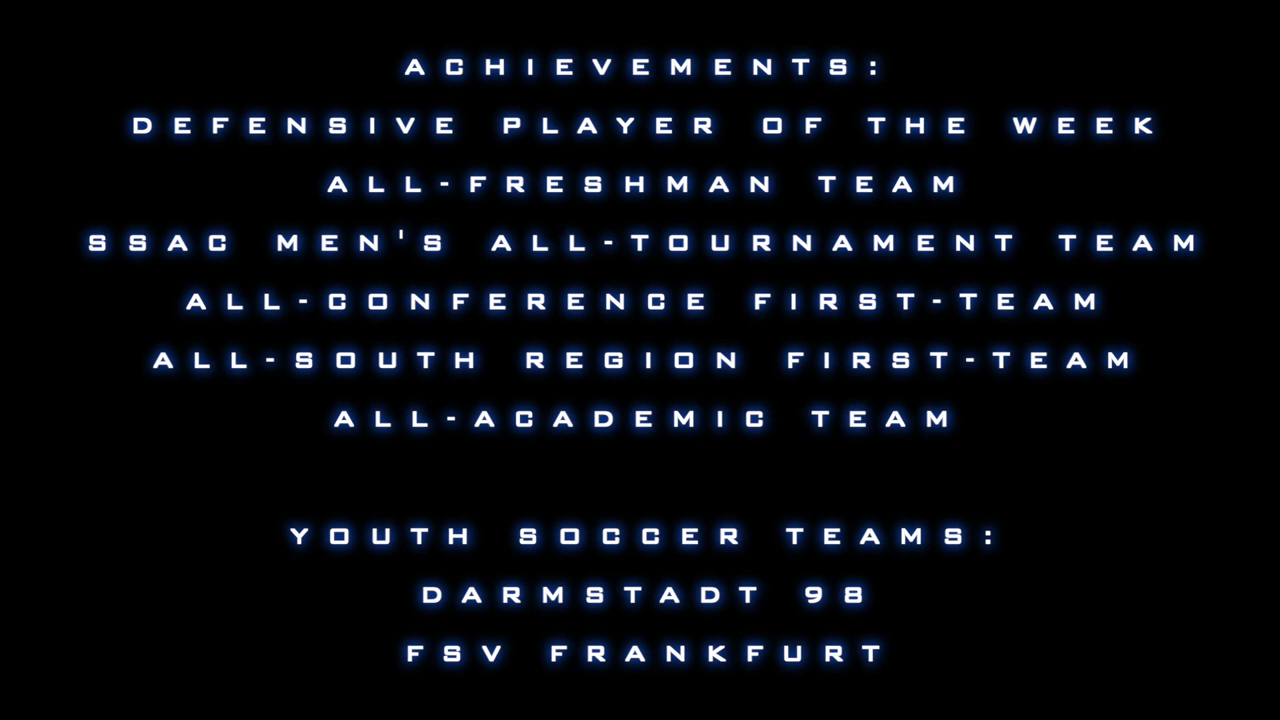 ACHIEVEMENTS:
DEFENSIVE PLAYER OF THE WEEK
ALL-FRESHMAN TEAM
SSAC MEN'S ALL-TOURNAMENT TEAM
ALL-CONFERENCE FIRST-TEAM
ALL-SOUTH REGION FIRST-TEAM
ALL-ACADEMIC TEAM
YOUTH SOCCER TEAMS:
DARMSTADT 98
FSV FRANKFURT